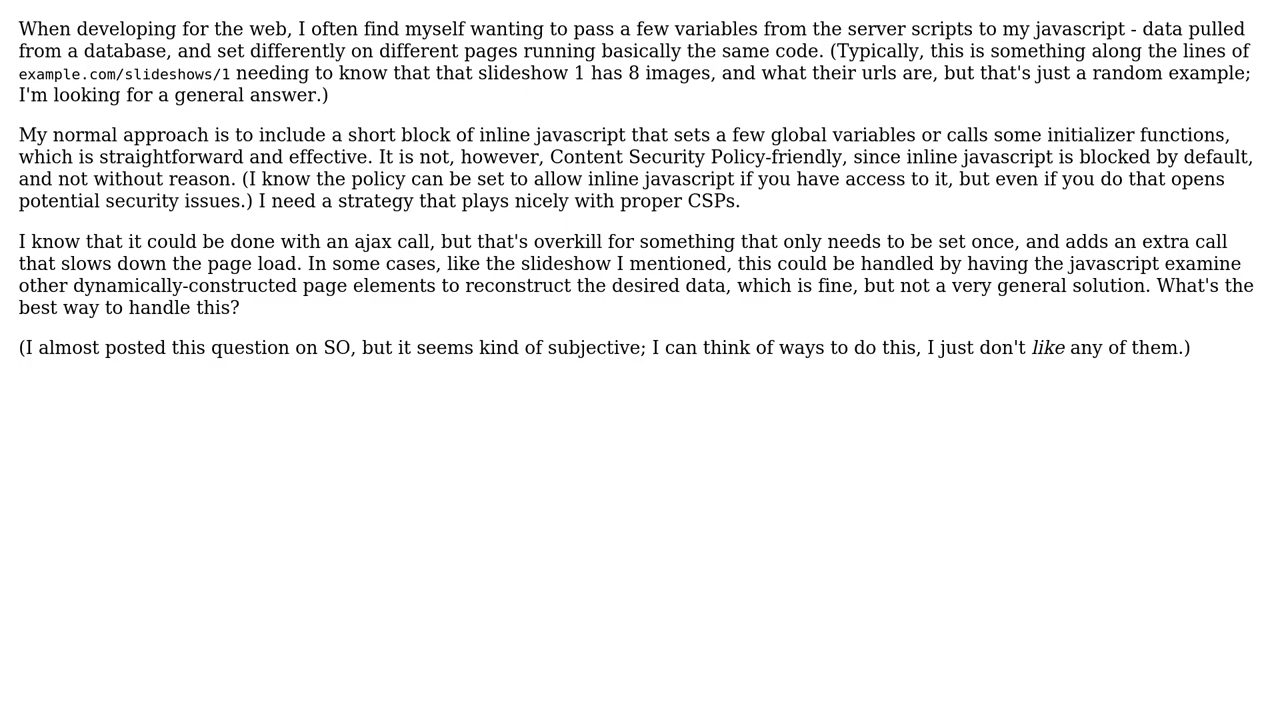 When developing for the web, I often find myself wanting to pass a few variables from the server scripts to my javascript - data pulled
from a database, and set differently on different pages running basically the same code. (Typically, this is something along the lines of
example.com/slideshows/1 needing to know that that slideshow 1 has 8 images, and what their urls are, but that's just a random example;
I'm looking for a general answer.)
My normal approach is to include a short block of inline javascript that sets a few global variables or calls some initializer functions,
which is straightforward and effective. It is not, however, Content Security Policy-friendly, since inline javascript is blocked by default,
and not without reason. (I know the policy can be set to allow inline javascript if you have access to it, but even if you do that opens
potential security issues.) I need a strategy that plays nicely with proper CSPs.
I know that it could be done with an ajax call, but that's overkill for something that only needs to be set once, and adds an extra call
that slows down the page load. In some cases, like the slideshow I mentioned, this could be handled by having the javascript examine
other dynamically-constructed page elements to reconstruct the desired data, which is fine, but not a very general solution. What's the
best way to handle this?
(I almost posted this question on SO, but it seems kind of subjective; I can think of ways to do this, I just don't like any of them.)